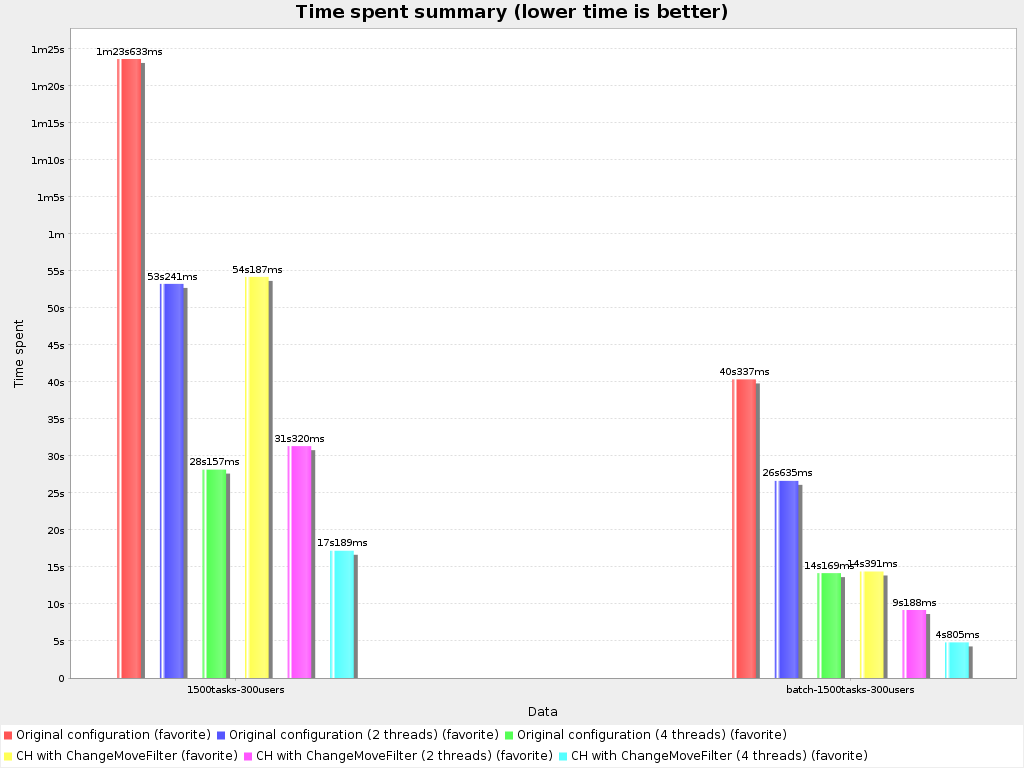 Time spent summary (lower time is better)
1m25s
1m20s
1m15s
1m10s
1m5s
1m
55s
50s
45s
40s
35s
30s
25s
20s
15s
10s
5s
0
Time spent
1m23s633ms
53s241ms
28s157ms
54s187ms
31s320ms
17s189ms
40s337ms
26s635ms
14s169ms
14s391ms
9s188ms
4s805ms
1500tasks-300users
batch-1500tasks-300users
Data
Original configuration (favorite) Original configuration (2 threads) (favorite) Original configuration (4 threads) (favorite)
CH with ChangeMoveFilter (favorite) CH with ChangeMoveFilter (2 threads) (favorite) CH with ChangeMoveFilter (4 threads) (favorite)